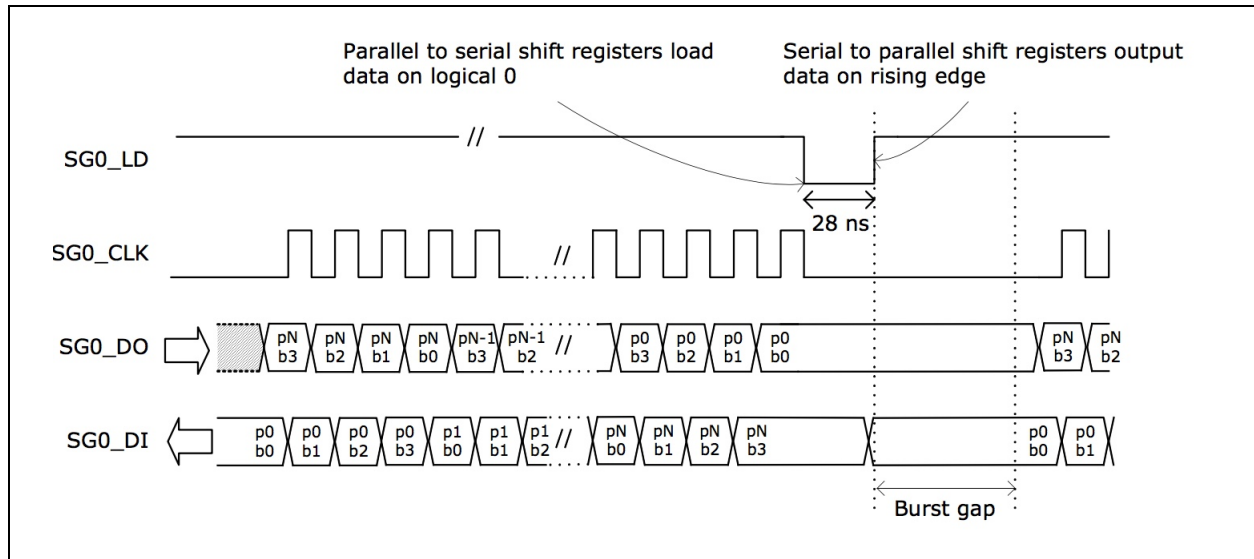 Parallel to serial shift registers load
data on logical 0
Serial to parallel shift registers output
data on rising edge
SG0_LD
//
28 ns
SG0_CLK
//
SG0_DO
pN b3 pN b2 pN b1 pN b0 pN-1 b3 pN-1 b2 // p0 b3 p0 b2 p0 b1 p0 b0 pN b3 pN b2
SG0_DI
p0 b0 p0 b1 p0 b2 p0 b3 p1 b0 p1 b1 p1 b2 // pN b0 pN b1 pN b2 pN b3 p0 b0 p0 b1
Burst gap